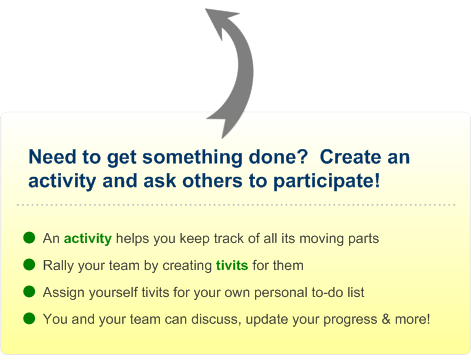 Need to get something done?  Create an
activity and ask others to participate!
An activity helps you keep track of all its moving parts
Rally your team by creating tivits for them
Assign yourself tivits for your own personal to-do list
You and your team can discuss, update your progress & more!